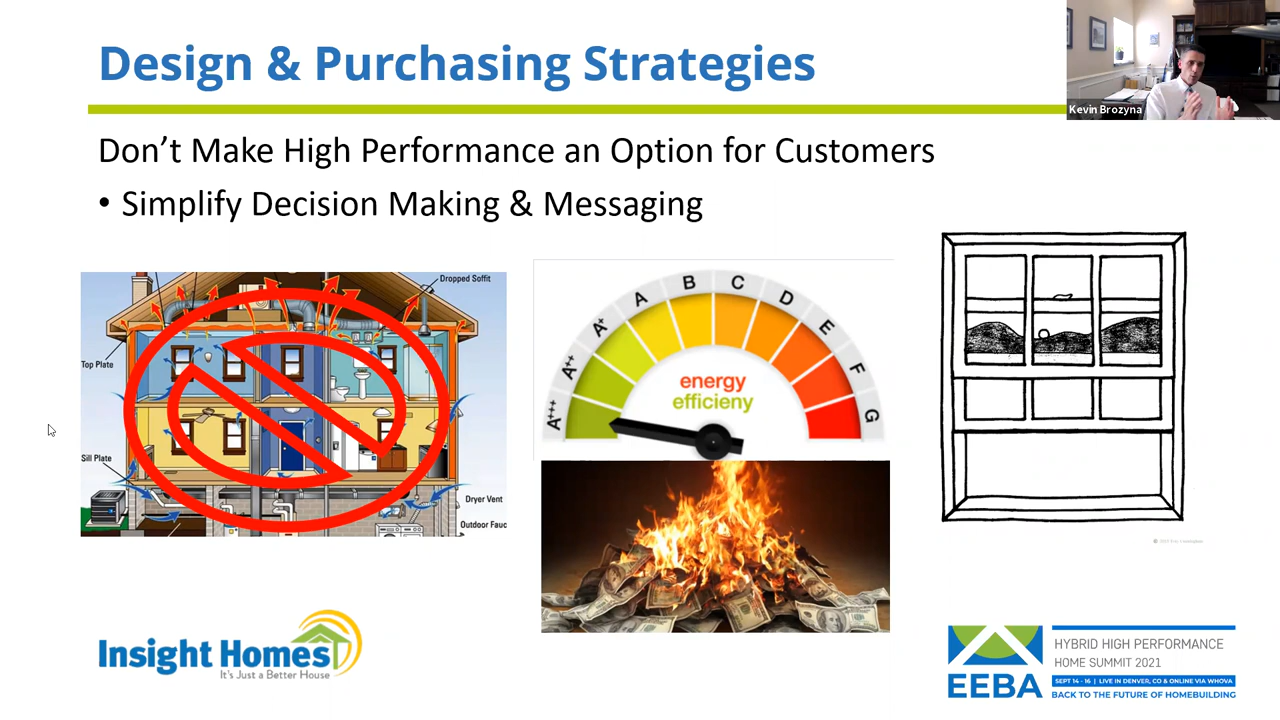 Design & Purchasing Strategies
Kevin Brozyna
Don't Make High Performance an Option for Customers
• Simplify Decision Making & Messaging
Dropped Soffit
Top Plate
Sill Plate
Dryer Vent
Outdoor Fauc
A+++
A++
A+
A
B
C
D
E
F
G
energy
efficieny
Insight Homes
It's Just a Better House
EEBA
HYBRID HIGH PERFORMANCE
HOME SUMMIT 2021
SEPT 14 - 16 | LIVE IN DENVER, CO & ONLINE VIA WHOVA
BACK TO THE FUTURE OF HOMEBUILDING